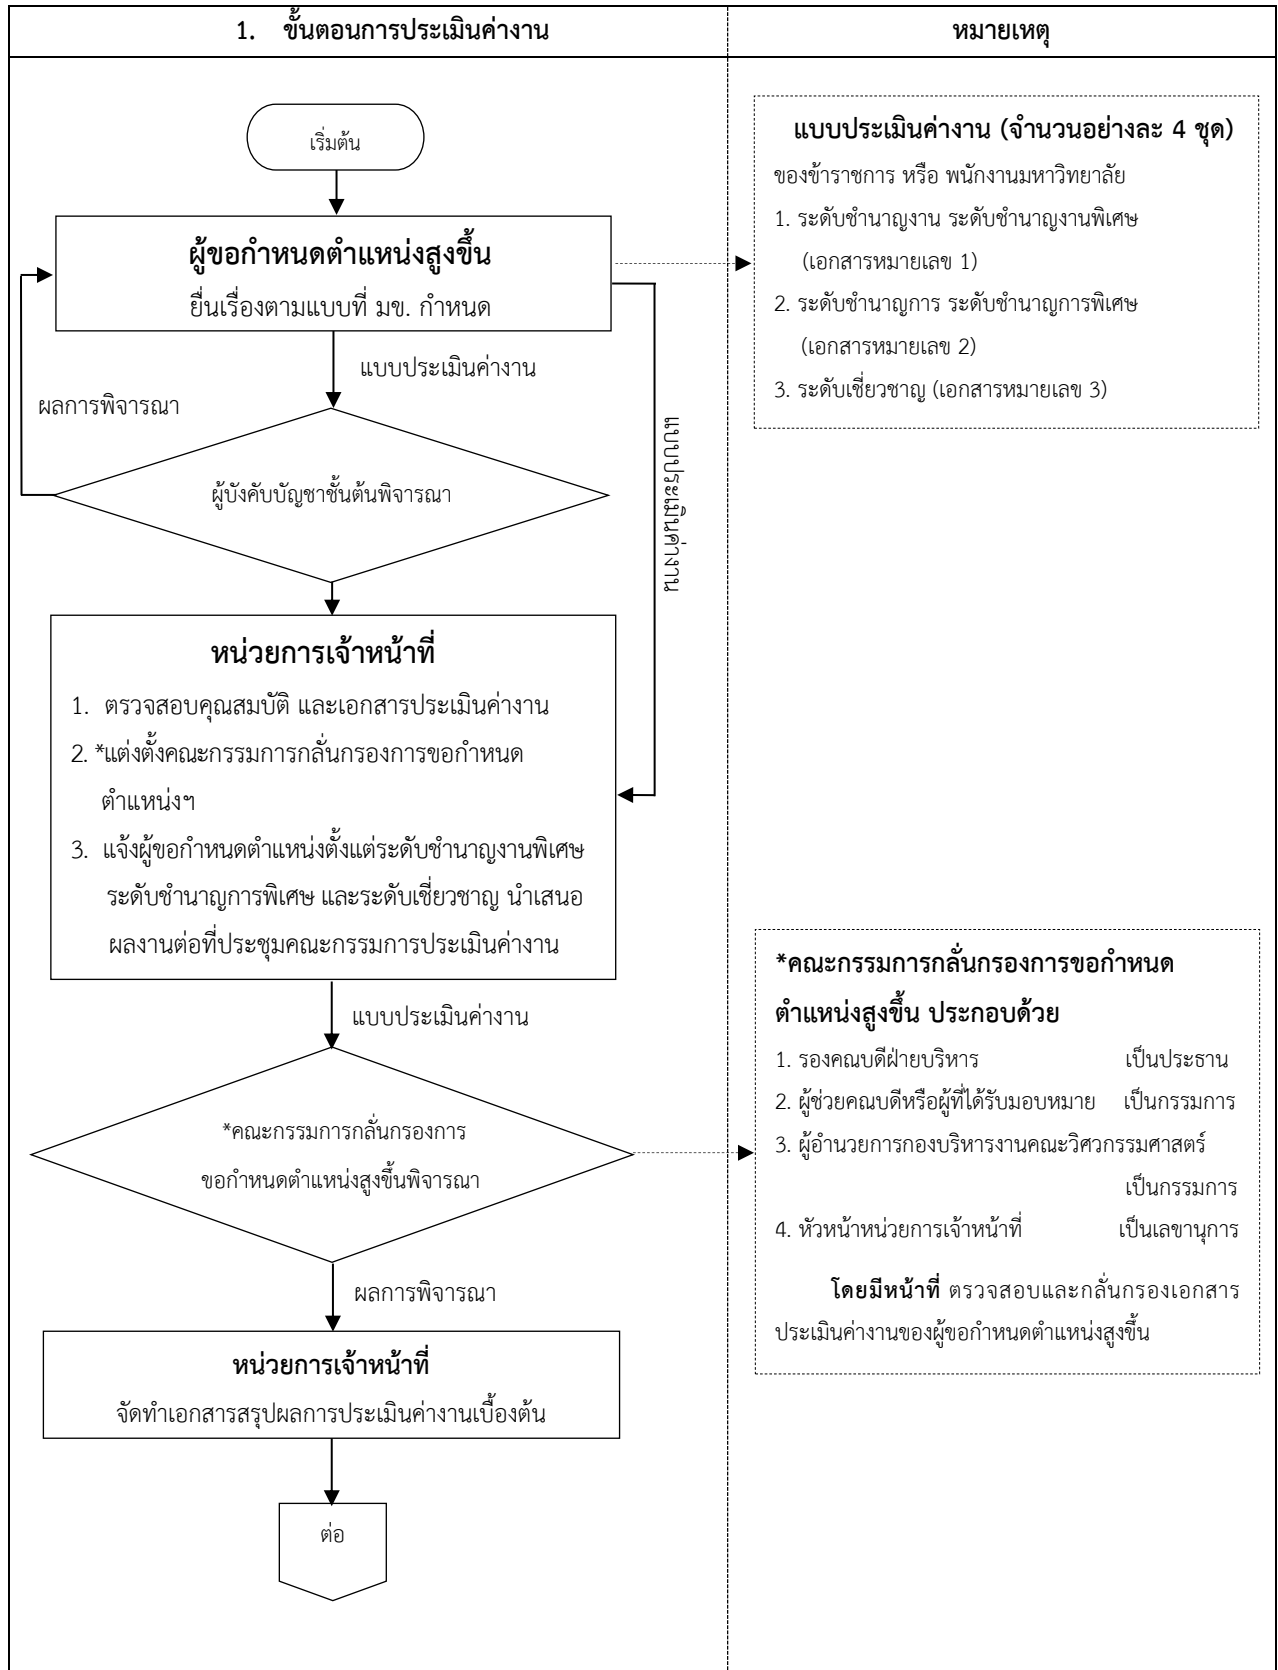 1. ขั้นตอนการประเมินค่างาน
หมายเหตุ
เริ่มต้น
ผู้ขอกำหนดตำแหน่งสูงขึ้น
ยื่นเรื่องตามแบบที่ มข. กำหนด
แบบประเมินค่างาน
ผลการพิจารณา
แบบประเมินค่างาน
ผู้บังคับบัญชาชั้นต้นพิจารณา
หน่วยการเจ้าหน้าที่
1. ตรวจสอบคุณสมบัติ และเอกสารประเมินค่างาน
2. *แต่งตั้งคณะกรรมการกลั่นกรองการขอกำหนด
ตำแหน่งฯ
3. แจ้งผู้ขอกำหนดตำแหน่งตั้งแต่ระดับชำนาญงานพิเศษ
ระดับชำนาญการพิเศษ และระดับเชี่ยวชาญ นำเสนอ
ผลงานต่อที่ประชุมคณะกรรมการประเมินค่างาน
แบบประเมินค่างาน
*คณะกรรมการกลั่นกรองการ
ขอกำหนดตำแหน่งสูงขึ้นพิจารณา
ผลการพิจารณา
หน่วยการเจ้าหน้าที่
จัดทำเอกสารสรุปผลการประเมินค่างานเบื้องต้น
ต่อ
แบบประเมินค่างาน (จำนวนอย่างละ 4 ชุด)
ของข้าราชการ หรือ พนักงานมหาวิทยาลัย
1. ระดับชำนาญงาน ระดับชำนาญงานพิเศษ
(เอกสารหมายเลข 1)
2. ระดับชำนาญการ ระดับชำนาญการพิเศษ
(เอกสารหมายเลข 2)
3. ระดับเชี่ยวชาญ (เอกสารหมายเลข 3)
*คณะกรรมการกลั่นกรองการขอกำหนด
ตำแหน่งสูงขึ้น ประกอบด้วย
1. รองคณบดีฝ่ายบริหาร เป็นประธาน
2. ผู้ช่วยคณบดีหรือผู้ที่ได้รับมอบหมาย เป็นกรรมการ
3. ผู้อำนวยการกองบริหารงานคณะวิศวกรรมศาสตร์
เป็นกรรมการ
4. หัวหน้าหน่วยการเจ้าหน้าที่ เป็นเลขานุการ
โดยมีหน้าที่ ตรวจสอบและกลั่นกรองเอกสาร
ประเมินค่างานของผู้ขอกำหนดตำแหน่งสูงขึ้น